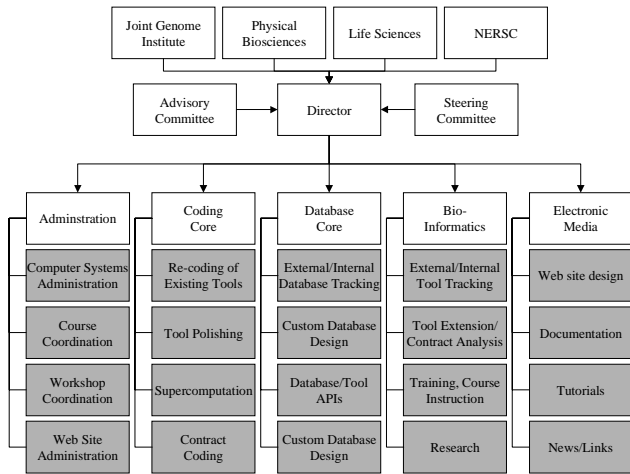 Joint Genome
Institute
Physical
Biosciences
Life Sciences
NERSC
Advisory
Committee
Director
Steering
Committee
Adminstration
Coding
Core
Database
Core
Bio-
Informatics
Electronic
Media
Computer Systems
Administration
Re-coding of
Existing Tools
External/Internal
Database Tracking
External/Internal
Tool Tracking
Web site design
Course
Coordination
Tool Polishing
Custom Database
Design
Tool Extension/
Contract Analysis
Documentation
Workshop
Coordination
Supercomputation
Database/Tool
APIs
Training, Course
Instruction
Tutorials
Web Site
Administration
Contract
Coding
Custom Database
Design
Research
News/Links